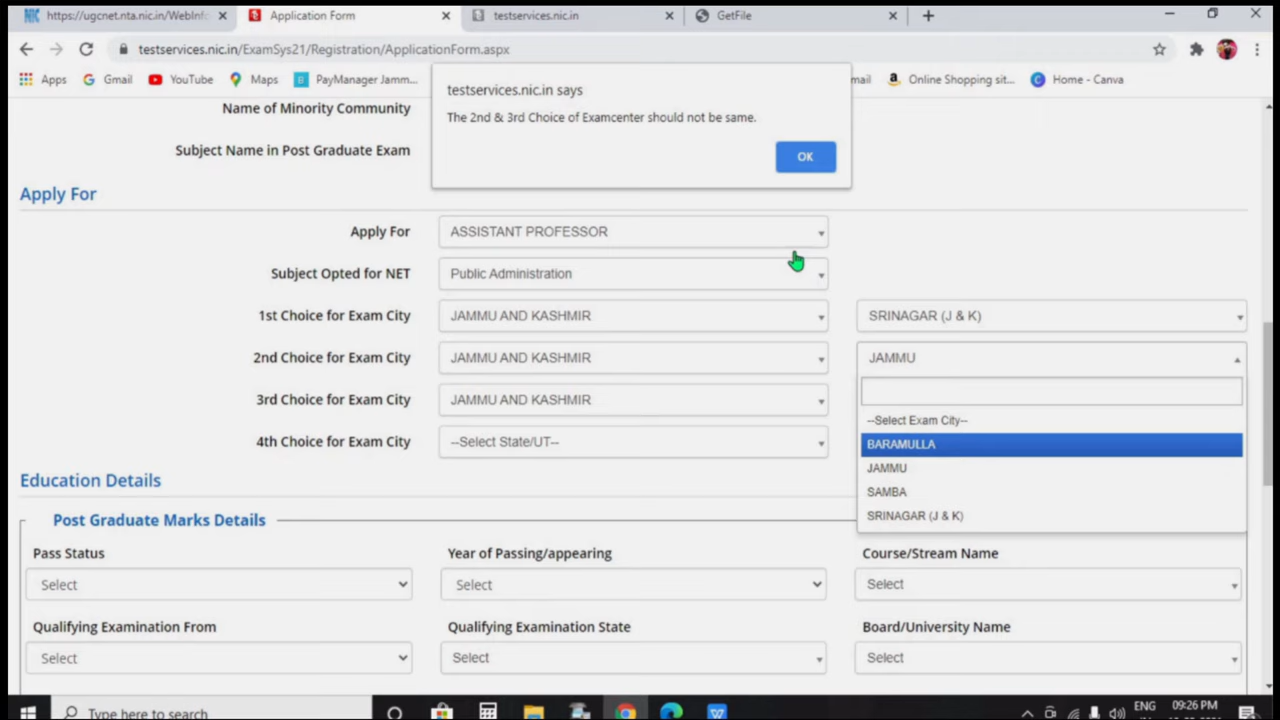 https://ugcnet.nta.nic.in/WebInfo
Application Form
testservices.nic.in
GetFile
testservices.nic.in/ExamSys21/Registration/ApplicationForm.aspx
Apps
Gmail
YouTube
Maps
PayManager Jamm...
mail
Online Shopping sit...
Home - Canva
testservices.nic.in says
The 2nd & 3rd Choice of Examcenter should not be same.
OK
Name of Minority Community
Subject Name in Post Graduate Exam
Apply For
Apply For
ASSISTANT PROFESSOR
Subject Opted for NET
Public Administration
1st Choice for Exam City
JAMMU AND KASHMIR
SRINAGAR (J & K)
2nd Choice for Exam City
JAMMU AND KASHMIR
JAMMU
3rd Choice for Exam City
JAMMU AND KASHMIR
4th Choice for Exam City
--Select State/UT--
--Select Exam City--
BARAMULLA
JAMMU
SAMBA
SRINAGAR (J & K)
Education Details
Post Graduate Marks Details
Pass Status
Year of Passing/appearing
Course/Stream Name
Select
Select
Select
Qualifying Examination From
Qualifying Examination State
Board/University Name
Select
Select
Select
Type here to search
ENG
IN
09:26 PM